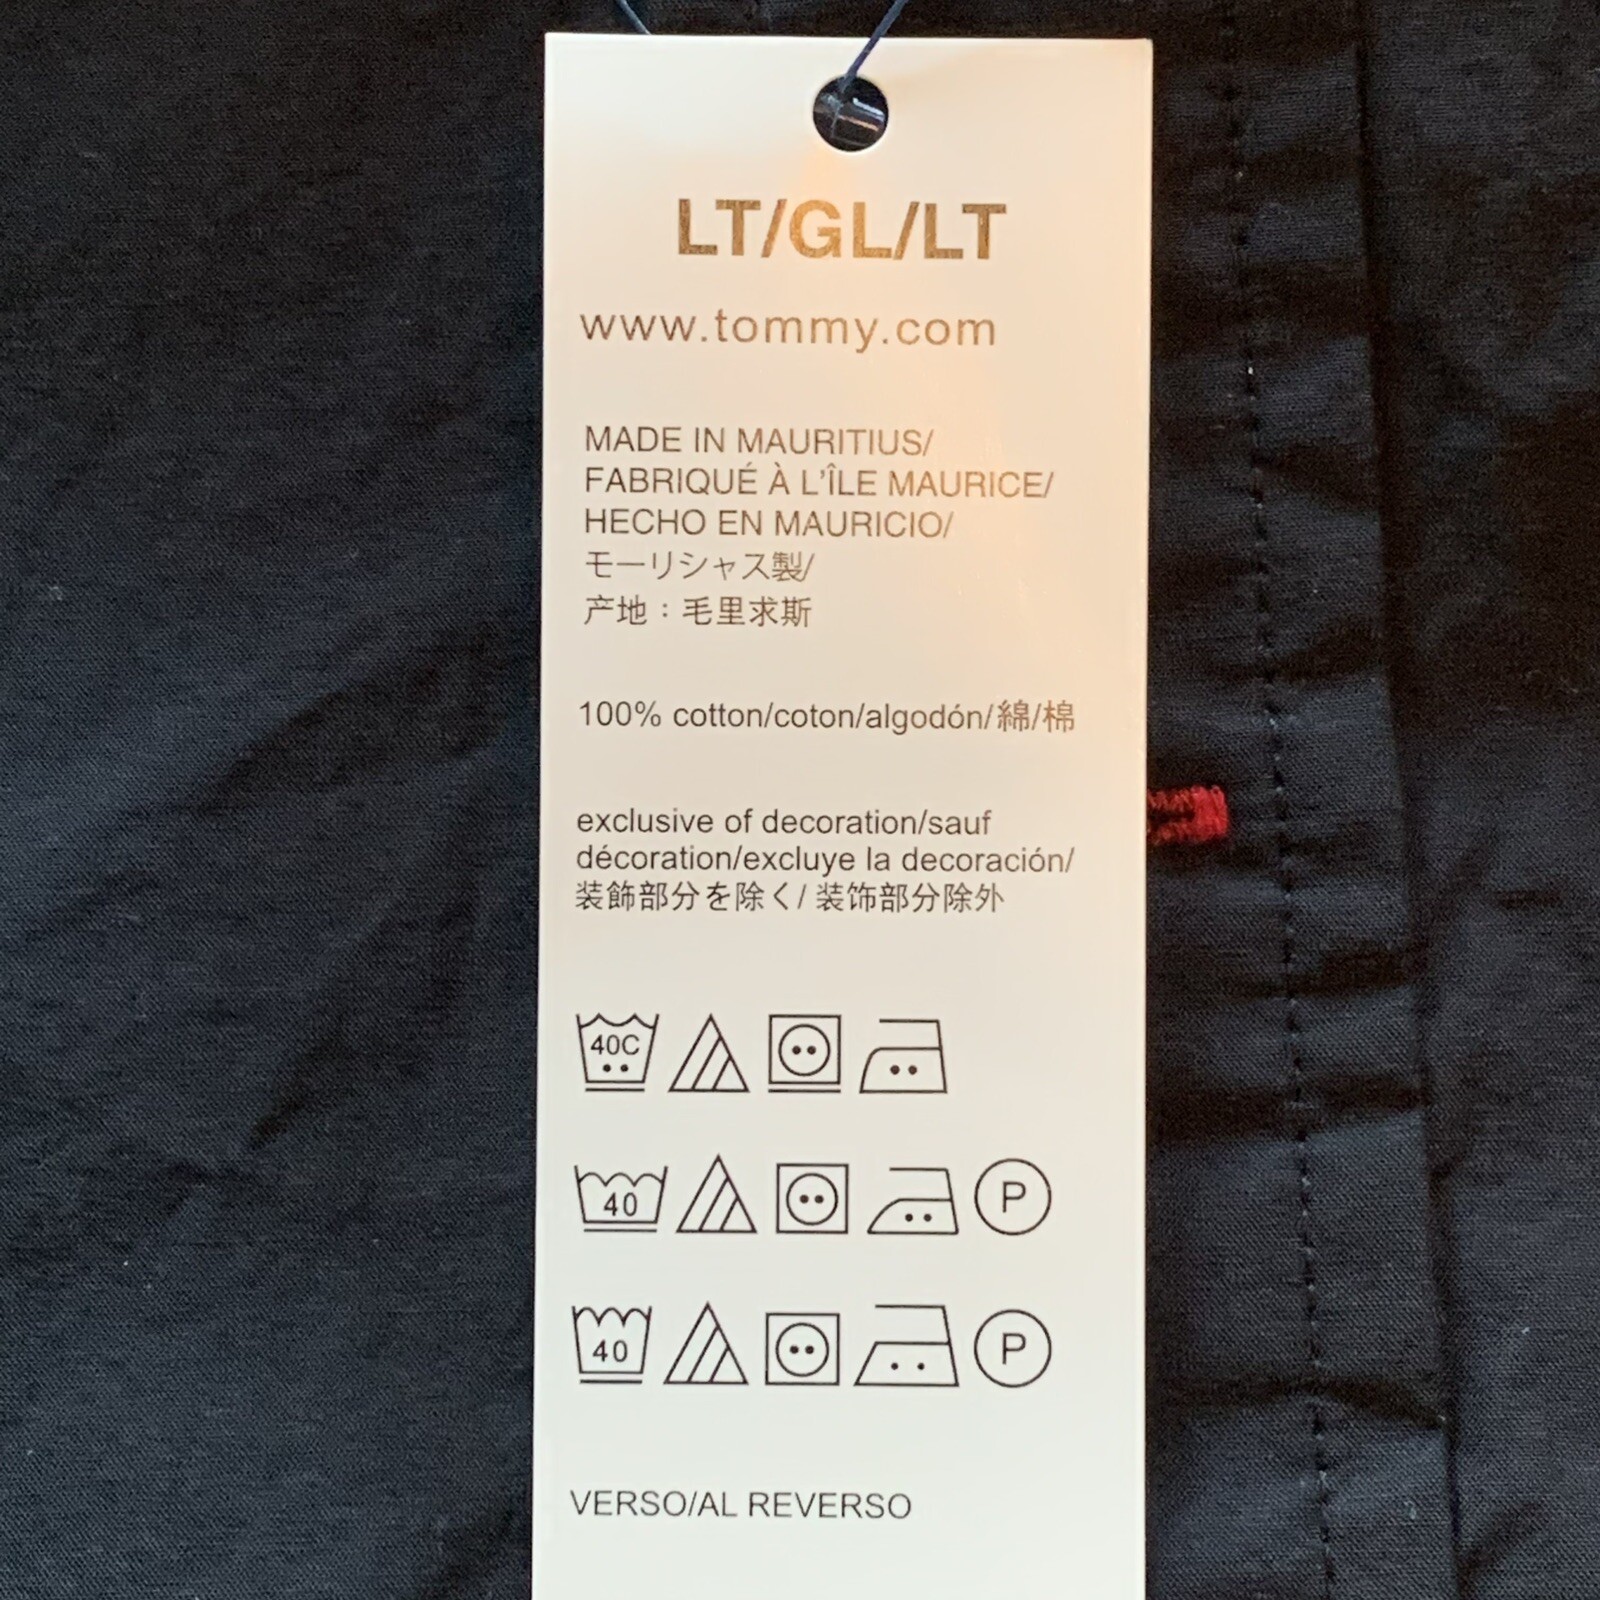 LT/GL/LT
www.tommy.com
MADE IN MAURITIUS/
FABRIQUÉ À L'ÎLE MAURICE/
HECHO EN MAURICIO/
モーリシャス製/
产地：毛里求斯
100% cotton/coton/algodón/綿/棉
exclusive of decoration/sauf
décoration/excluye la decoración/
装飾部分を除く/ 装饰部分除外
40C
40 P
40 P
VERSO/AL REVERSO